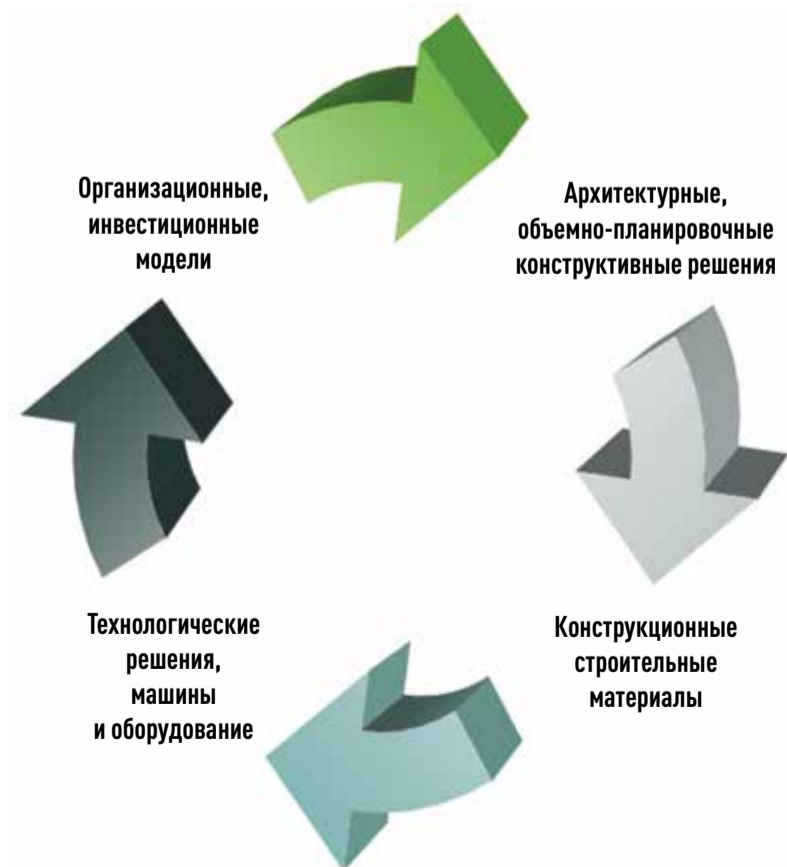 Организационные,
инвестиционные
модели
Архитектурные,
объемно-планировочные
конструктивные решения
Технологические
решения,
машины
и оборудование
Конструкционные
строительные
материалы